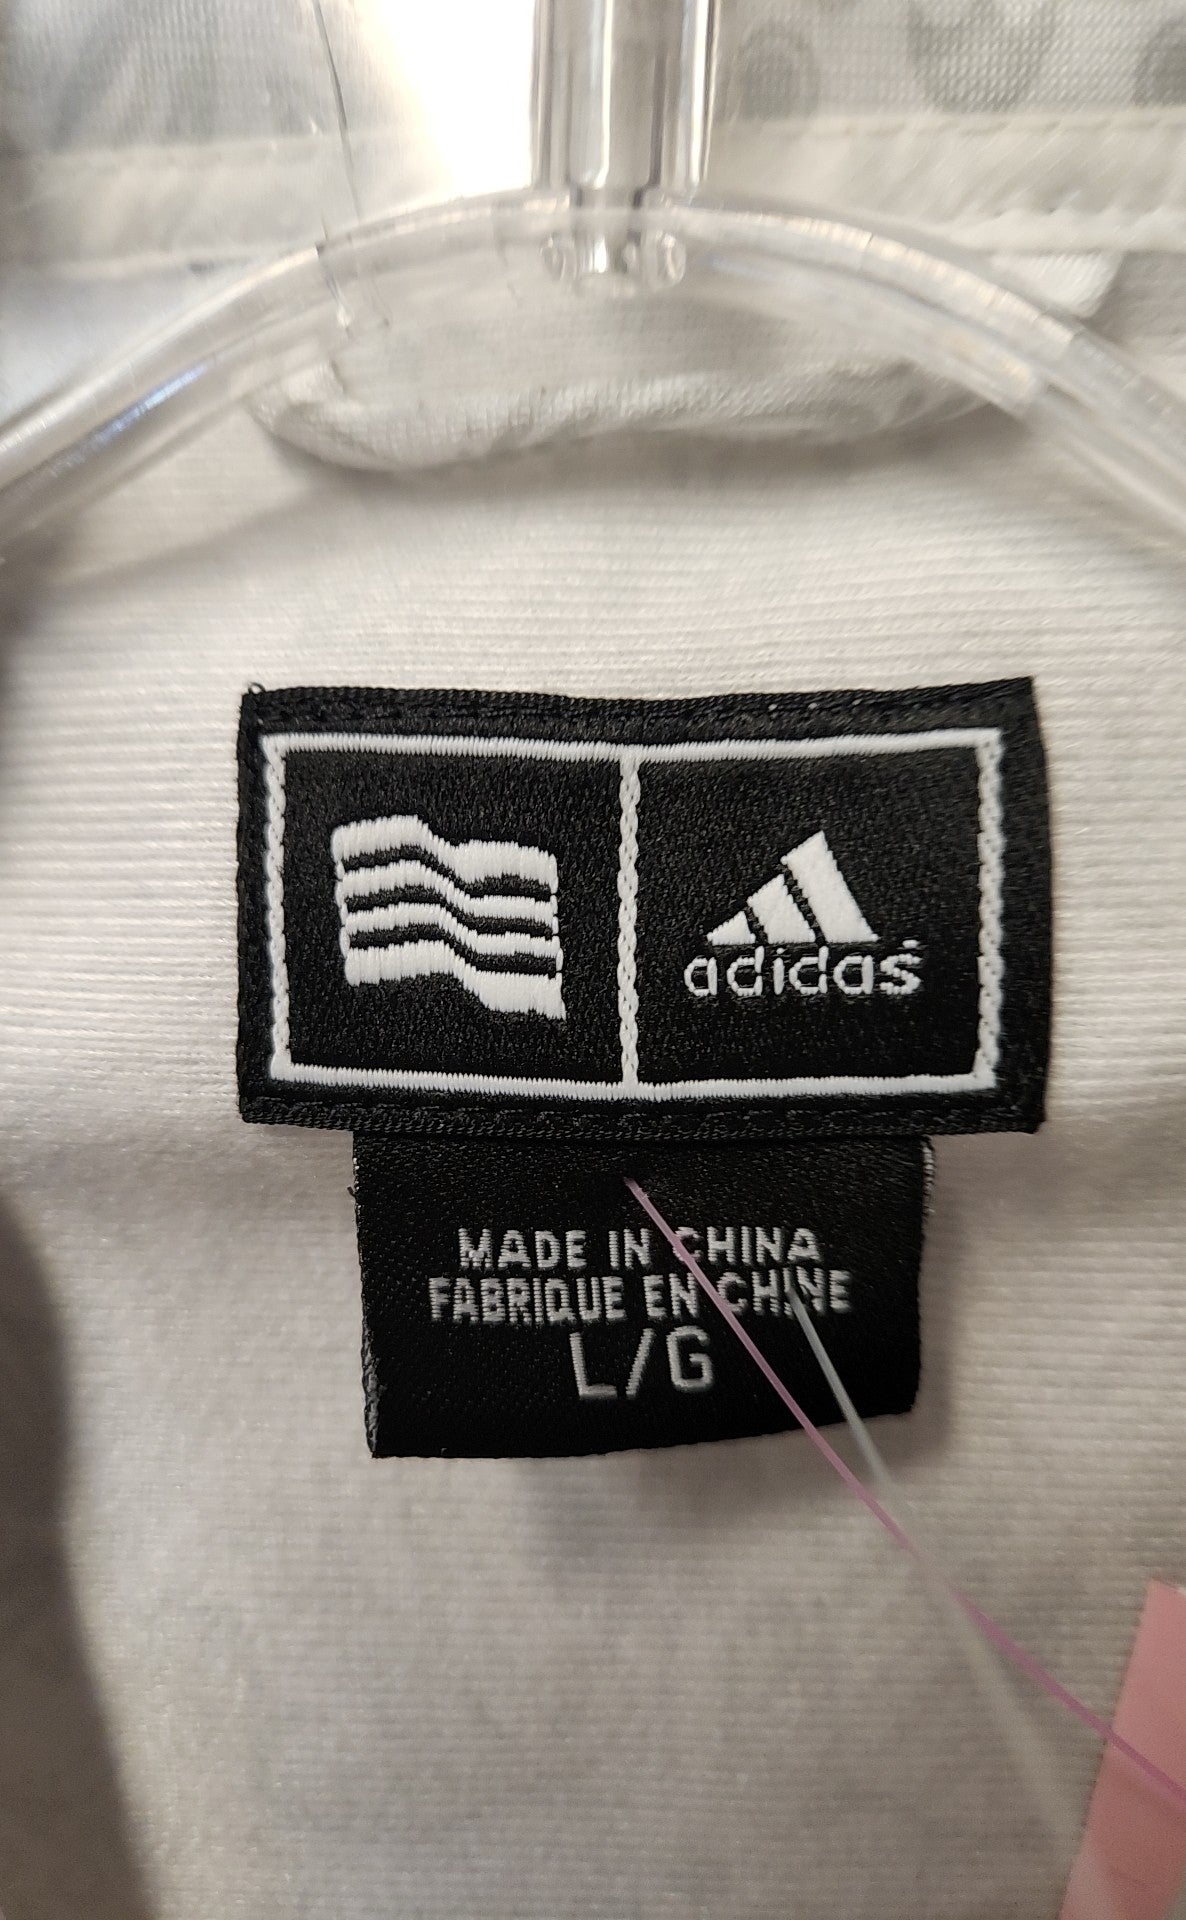 adidas
MADE IN CHINA
FABRIQUE EN CHINE
L/G